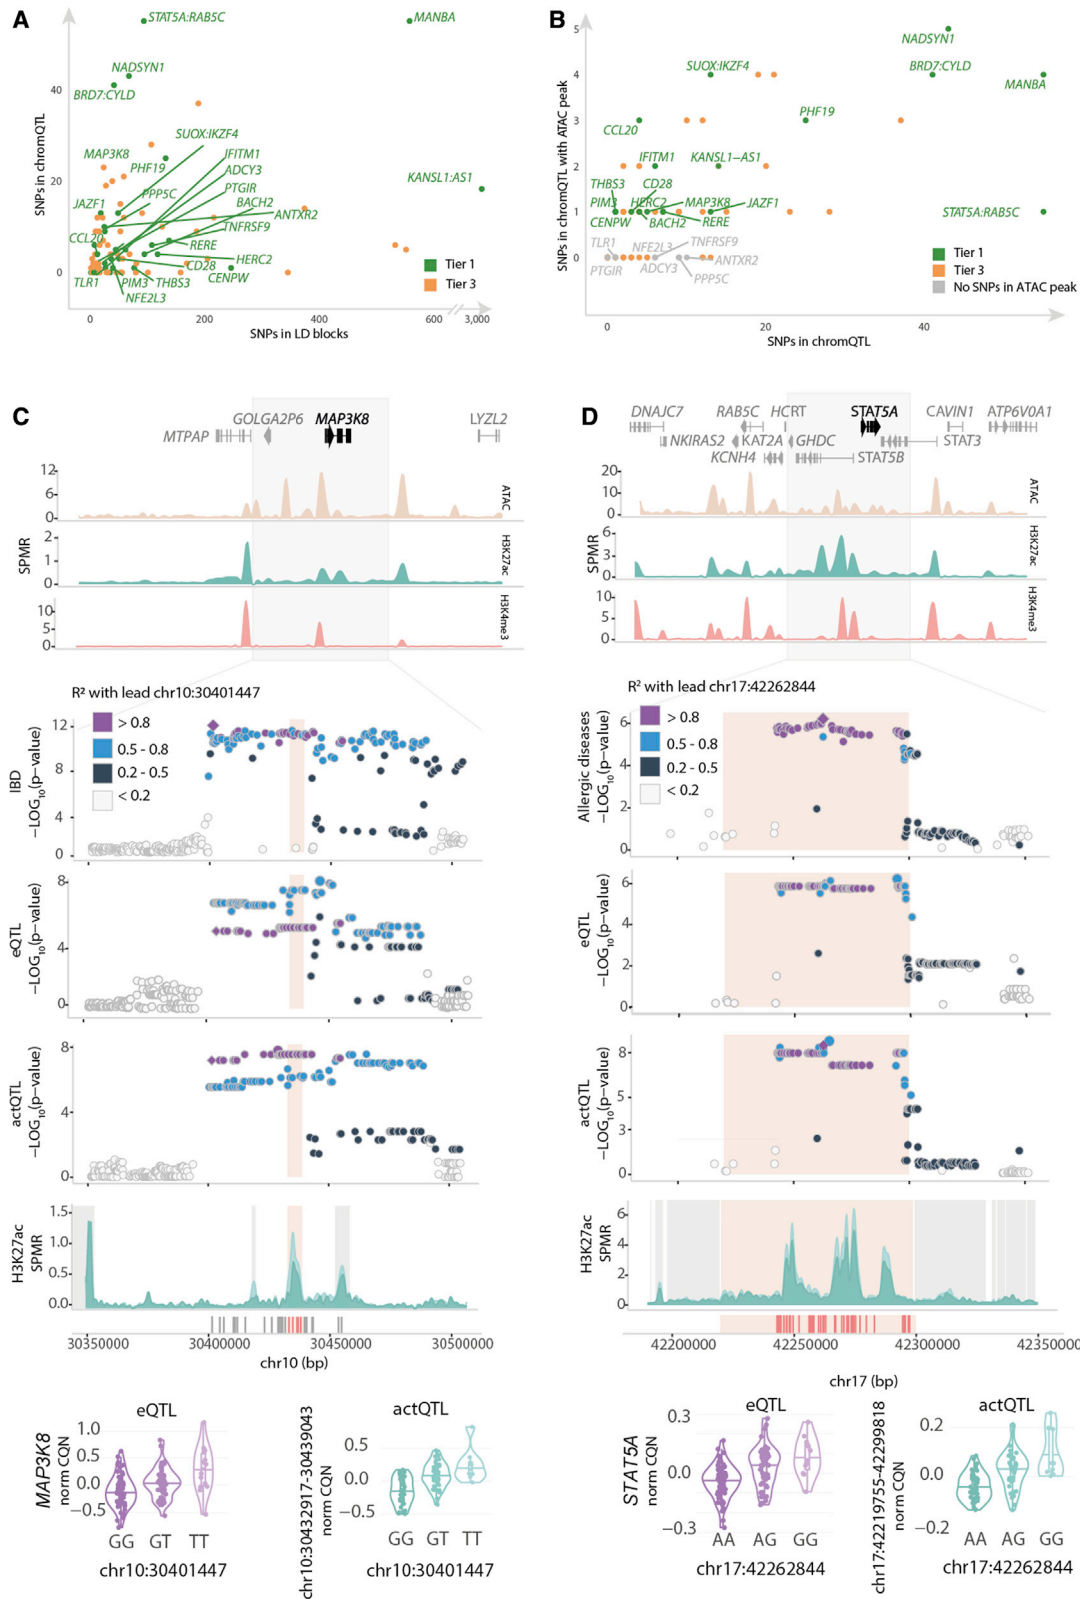 A
SNPs in chromQTL
40
20
0
STAT5A:RAB5C
MANBA
NADSYN1
BRD7:CYLD
SUOX:IKZF4
MAP3K8
IFITM1
PHF19
ADCY3
KANSL1:AS1
PPP5C
PTGIR
JAZF1
BACH2
ANTXR2
TNFRSF9
CCL20
RERE
HERC2
CD28
CENPW
TLR1
PIM3
THBS3
NFE2L3
Tier 1
Tier 3
0
200
400
600
3,000
SNPs in LD blocks
B
SNPs in chromQTL with ATAC peak
5
4
3
2
1
0
NADSYN1
SUOX:IKZF4
BRD7:CYLD
MANBA
PHF19
CCL20
IFITM1
KANSL1−AS1
THBS3
CD28
PIM3
HERC2
MAP3K8
JAZF1
STAT5A:RAB5C
CENPW
BACH2
RERE
TLR1
NFE2L3
TNFRSF9
PTGIR
ADCY3
ANTXR2
PPP5C
Tier 1
Tier 3
No SNPs in ATAC peak
0
20
40
SNPs in chromQTL
C
GOLGA2P6
MAP3K8
LYZL2
MTPAP
12
6
0
ATAC
SPMR
2
1
0
H3K27ac
10
5
0
H3K4me3
R² with lead chr10:30401447
> 0.8
0.5 - 0.8
0.2 - 0.5
< 0.2
IBD
−LOG10(p−value)
12
8
4
0
eQTL
−LOG10(p−value)
8
4
0
actQTL
−LOG10(p−value)
8
4
0
H3K27ac
SPMR
1.5
1.0
0.5
0.0
30350000
30400000
30450000
30500000
chr10 (bp)
eQTL
MAP3K8
norm CQN
1.0
0.5
0.0
−0.5
GG
GT
TT
chr10:30401447
actQTL
chr10:30432917-30439043
norm CQN
0.5
0.0
−0.5
GG
GT
TT
chr10:30401447
D
DNAJC7
RAB5C
HCRT
STAT5A
CAVIN1
ATP6V0A1
NKIRAS2
KAT2A
GHDC
STAT3
KCNH4
STAT5B
20
10
0
ATAC
SPMR
6
3
0
H3K27ac
10
5
0
H3K4me3
R² with lead chr17:42262844
> 0.8
0.5 - 0.8
0.2 - 0.5
< 0.2
Allergic diseases
−LOG10(p−value)
6
4
2
0
eQTL
−LOG10(p−value)
6
4
2
0
actQTL
−LOG10(p−value)
8
5
3
0
H3K27ac
SPMR
6
4
2
0
42200000
42250000
42300000
42350000
chr17 (bp)
eQTL
STAT5A
norm CQN
0.3
0.0
−0.3
AA
AG
GG
chr17:42262844
actQTL
chr17:42219755-42299818
norm CQN
0.2
0.0
−0.2
AA
AG
GG
chr17:42262844